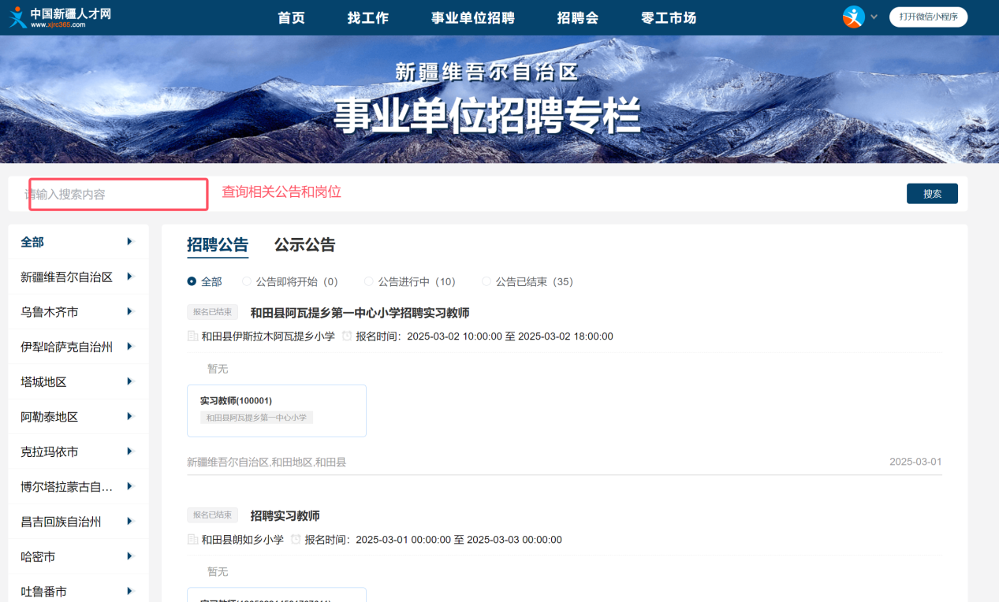 中国新疆人才网
www.xjrc365.com
首页 找工作 事业单位招聘 招聘会 零工市场
打开微信小程序
新疆维吾尔自治区
事业单位招聘专栏
请输入搜索内容
查询相关公告和岗位
搜索
全部
新疆维吾尔自治区
乌鲁木齐市
伊犁哈萨克自治州
塔城地区
阿勒泰地区
克拉玛依市
博尔塔拉蒙古自...
昌吉回族自治州
哈密市
吐鲁番市
招聘公告 公示公告
全部 公告即将开始（0） 公告进行中（10） 公告已结束（35）
报名已结束 和田县阿瓦提乡第一中心小学招聘实习教师
和田县伊斯拉木阿瓦提乡小学 报名时间：2025-03-02 10:00:00 至 2025-03-02 18:00:00
暂无
实习教师(100001)
和田县阿瓦提乡第一中心小学
新疆维吾尔自治区,和田地区,和田县 2025-03-01
报名已结束 招聘实习教师
和田县朗如乡小学 报名时间：2025-03-01 00:00:00 至 2025-03-03 00:00:00
暂无